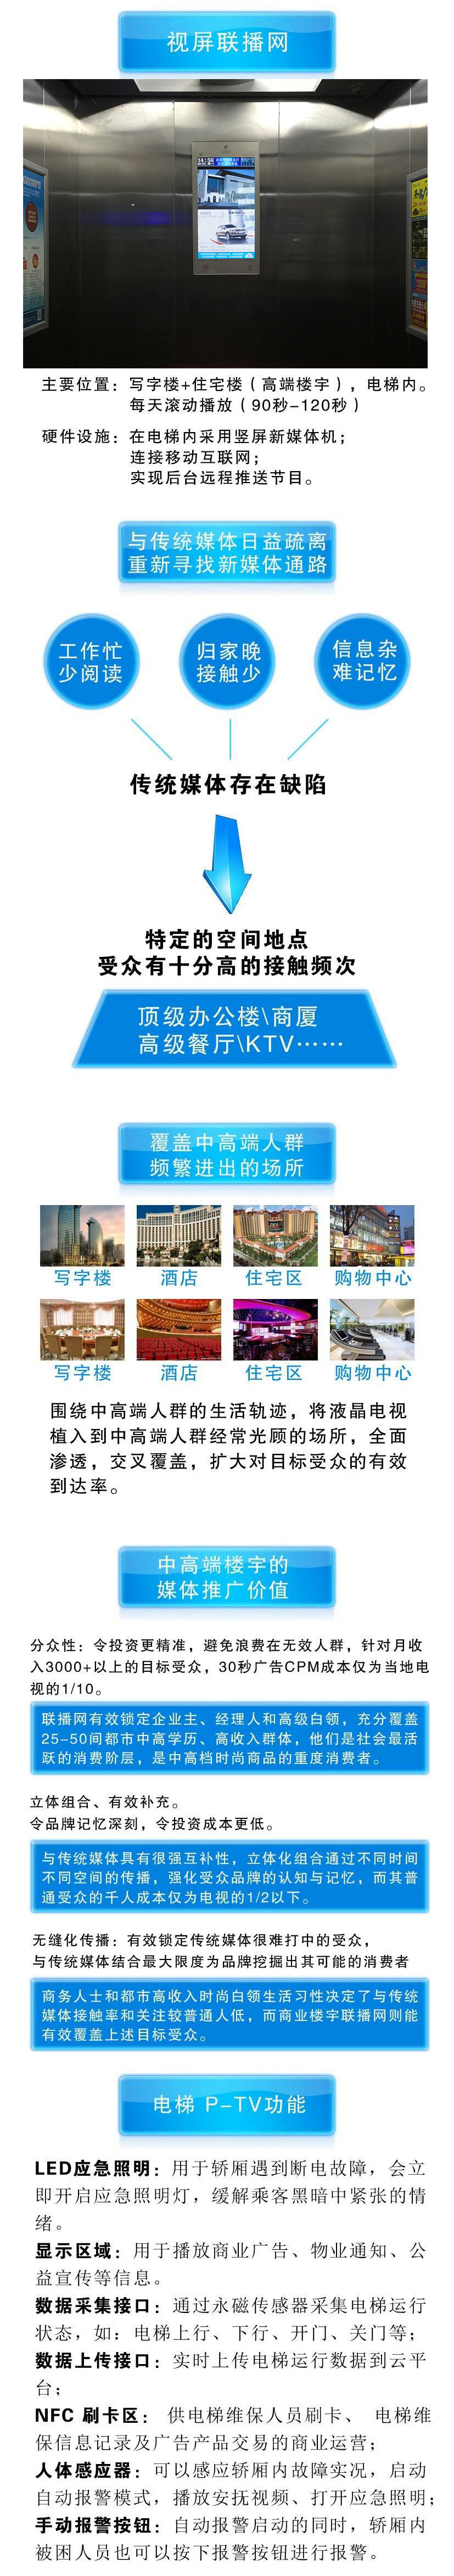 视屏联播网
主要位置：写字楼+住宅楼（高端楼宇），电梯内。
每天滚动播放（90秒-120秒）
硬件设施：在电梯内采用竖屏新媒体机；
连接移动互联网；
实现后台远程推送节目。
与传统媒体日益疏离
重新寻找新媒体通路
工作忙
少阅读
归家晚
接触少
信息杂
难记忆
传统媒体存在缺陷
特定的空间地点
受众有十分高的接触频次
顶级办公楼\商厦
高级餐厅\KTV……
覆盖中高端人群
频繁进出的场所
写字楼 酒店 住宅区 购物中心
写字楼 酒店 住宅区 购物中心
围绕中高端人群的生活轨迹，将液晶电视
植入到中高端人群经常光顾的场所，全面
渗透，交叉覆盖，扩大对目标受众的有效
到达率。
中高端楼宇的
媒体推广价值
分众性：令投资更精准，避免浪费在无效人群，针对月收
入3000+以上的目标受众，30秒广告CPM成本仅为当地电
视的1/10。
联播网有效锁定企业主、经理人和高级白领，充分覆盖
25-50间都市中高学历、高收入群体，他们是社会最活
跃的消费阶层，是中高档时尚商品的重度消费者。
立体组合、有效补充。
令品牌记忆深刻，令投资成本更低。
与传统媒体具有很强互补性，立体化组合通过不同时间
不同空间的传播，强化受众品牌的认知与记忆，而其普
通受众的千人成本仅为电视的1/2以下。
无缝化传播：有效锁定传统媒体很难打中的受众，
与传统媒体结合最大限度为品牌挖掘出其可能的消费者
商务人士和都市高收入时尚白领生活习性决定了与传统
媒体接触率和关注较普通人低，而商业楼宇联播网则能
有效覆盖上述目标受众。
电梯 P-TV功能
LED应急照明：用于轿厢遇到断电故障，会立
即开启应急照明灯，缓解乘客黑暗中紧张的情
绪。
显示区域：用于播放商业广告、物业通知、公
益宣传等信息。
数据采集接口：通过永磁传感器采集电梯运行
状态，如：电梯上行、下行、开门、关门等；
数据上传接口：实时上传电梯运行数据到云平
台；
NFC 刷卡区： 供电梯维保人员刷卡、 电梯维
保信息记录及广告产品交易的商业运营；
人体感应器：可以感应轿厢内故障实况，启动
自动报警模式，播放安抚视频、打开应急照明；
手动报警按钮：自动报警启动的同时，轿厢内
被困人员也可以按下报警按钮进行报警。